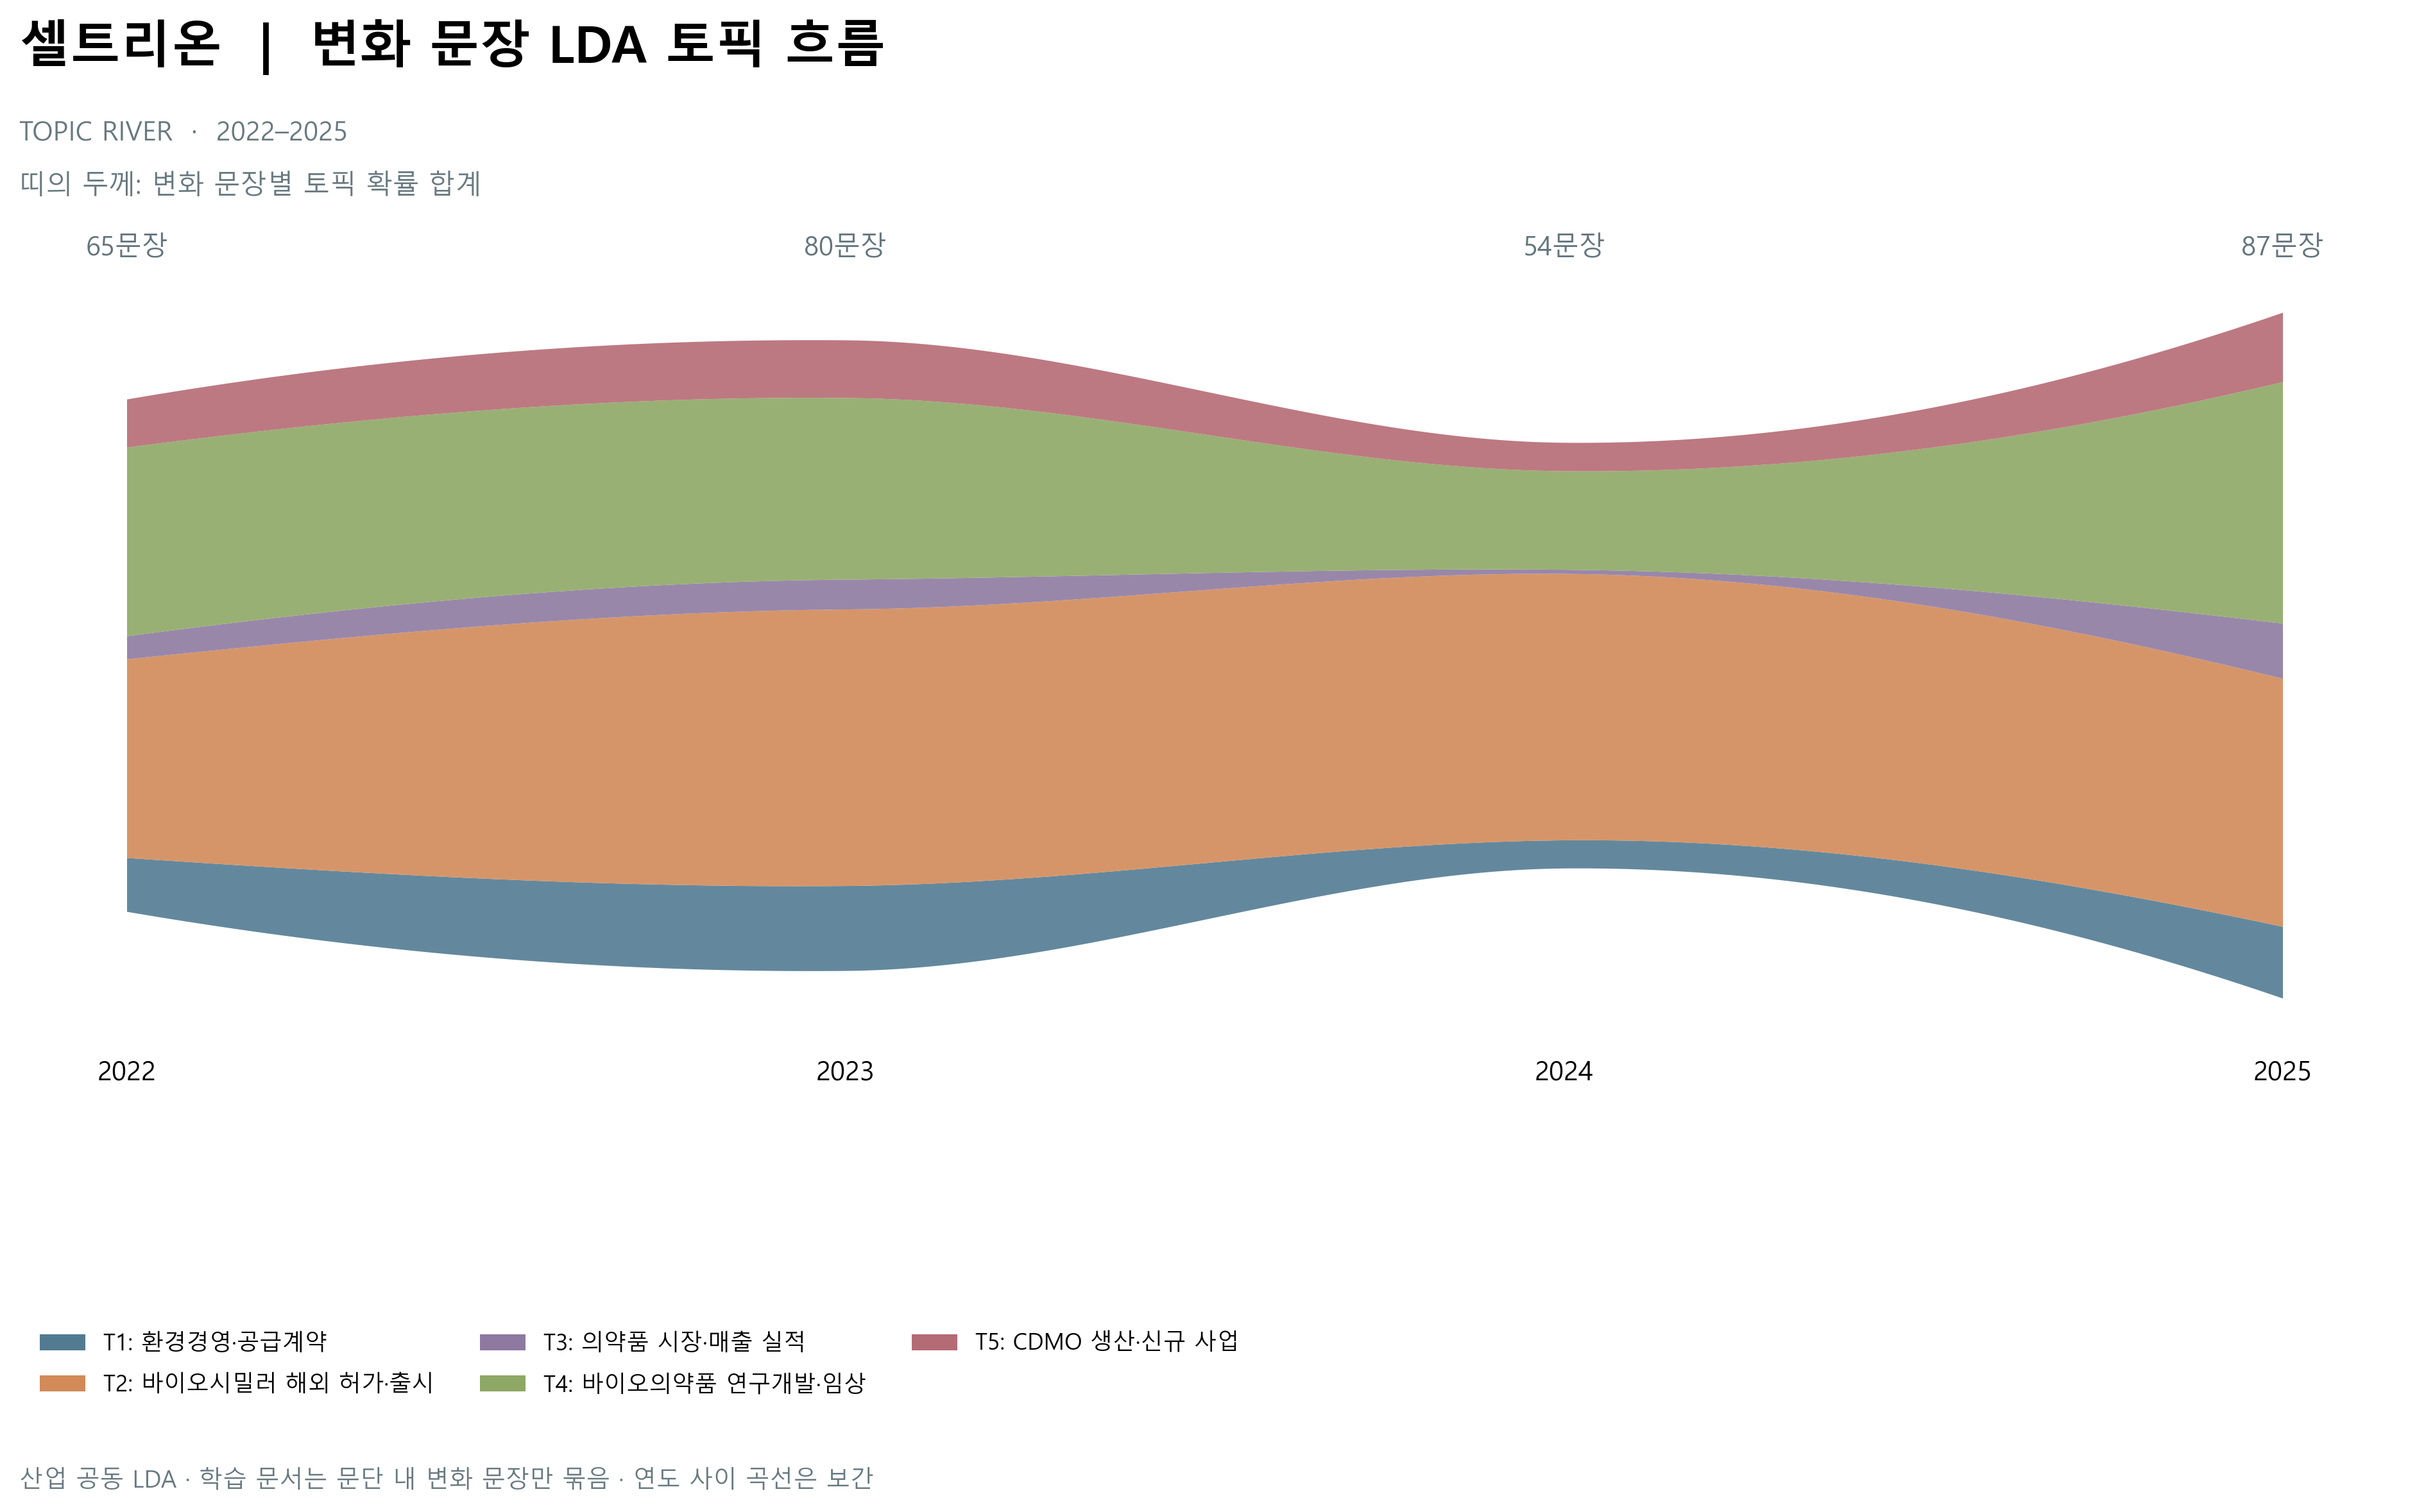 셀트리온 | 변화 문장 LDA 토픽 흐름
TOPIC RIVER · 2022–2025
띠의 두께: 변화 문장별 토픽 확률 합계
65문장 80문장 54문장 87문장
2022 2023 2024 2025
T1: 환경경영·공급계약 T3: 의약품 시장·매출 실적 T5: CDMO 생산·신규 사업
T2: 바이오시밀러 해외 허가·출시 T4: 바이오의약품 연구개발·임상
산업 공동 LDA · 학습 문서는 문단 내 변화 문장만 묶음 · 연도 사이 곡선은 보간